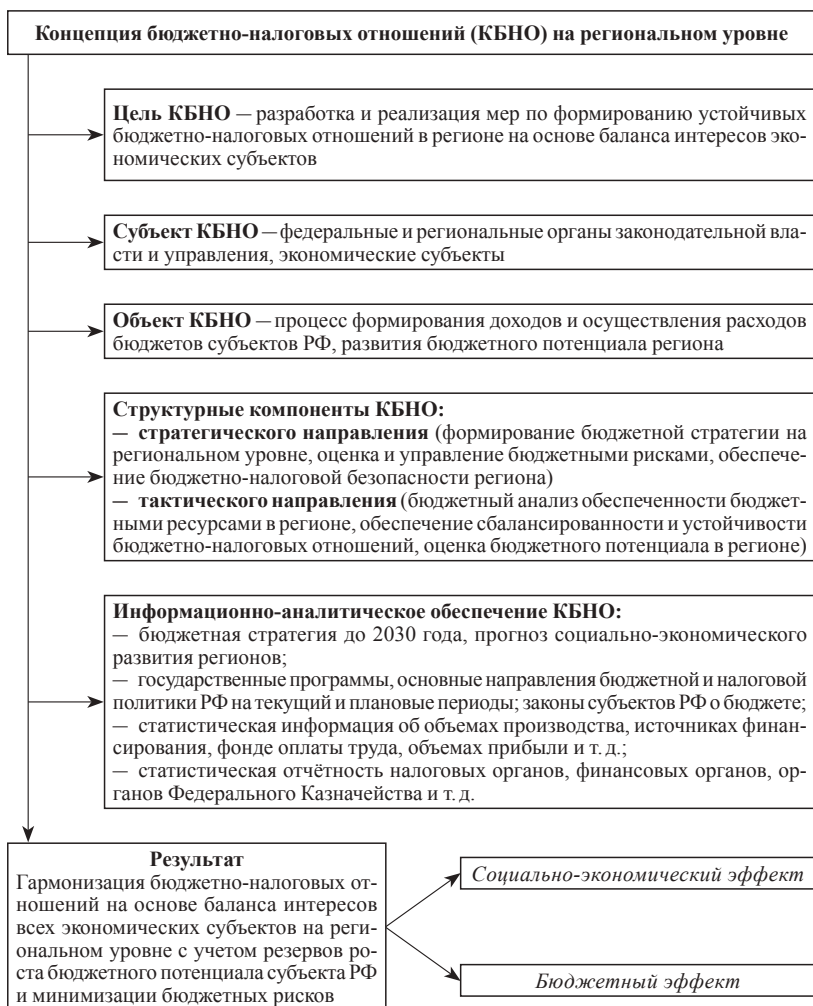 Концепция бюджетно-налоговых отношений (КБНО) на региональном уровне
Цель КБНО — разработка и реализация мер по формированию устойчивых
бюджетно-налоговых отношений в регионе на основе баланса интересов эко-
номических субъектов
Субъект КБНО — федеральные и региональные органы законодательной вла-
сти и управления, экономические субъекты
Объект КБНО — процесс формирования доходов и осуществления расходов
бюджетов субъектов РФ, развития бюджетного потенциала региона
Структурные компоненты КБНО:
— стратегического направления (формирование бюджетной стратегии на
региональном уровне, оценка и управление бюджетными рисками, обеспече-
ние бюджетно-налоговой безопасности региона)
— тактического направления (бюджетный анализ обеспеченности бюджет-
ными ресурсами в регионе, обеспечение сбалансированности и устойчивости
бюджетно-налоговых отношений, оценка бюджетного потенциала в регионе)
Информационно-аналитическое обеспечение КБНО:
— бюджетная стратегия до 2030 года, прогноз социально-экономического
развития регионов;
— государственные программы, основные направления бюджетной и налоговой
политики РФ на текущий и плановые периоды; законы субъектов РФ о бюджете;
— статистическая информация об объемах производства, источниках финан-
сирования, фонде оплаты труда, объемах прибыли и т. д.;
— статистическая отчётность налоговых органов, финансовых органов, ор-
ганов Федерального Казначейства и т. д.
Результат
Гармонизация бюджетно-налоговых от-
ношений на основе баланса интересов
всех экономических субъектов на реги-
ональном уровне с учетом резервов ро-
ста бюджетного потенциала субъекта РФ
и минимизации бюджетных рисков
Социально-экономический эффект
Бюджетный эффект